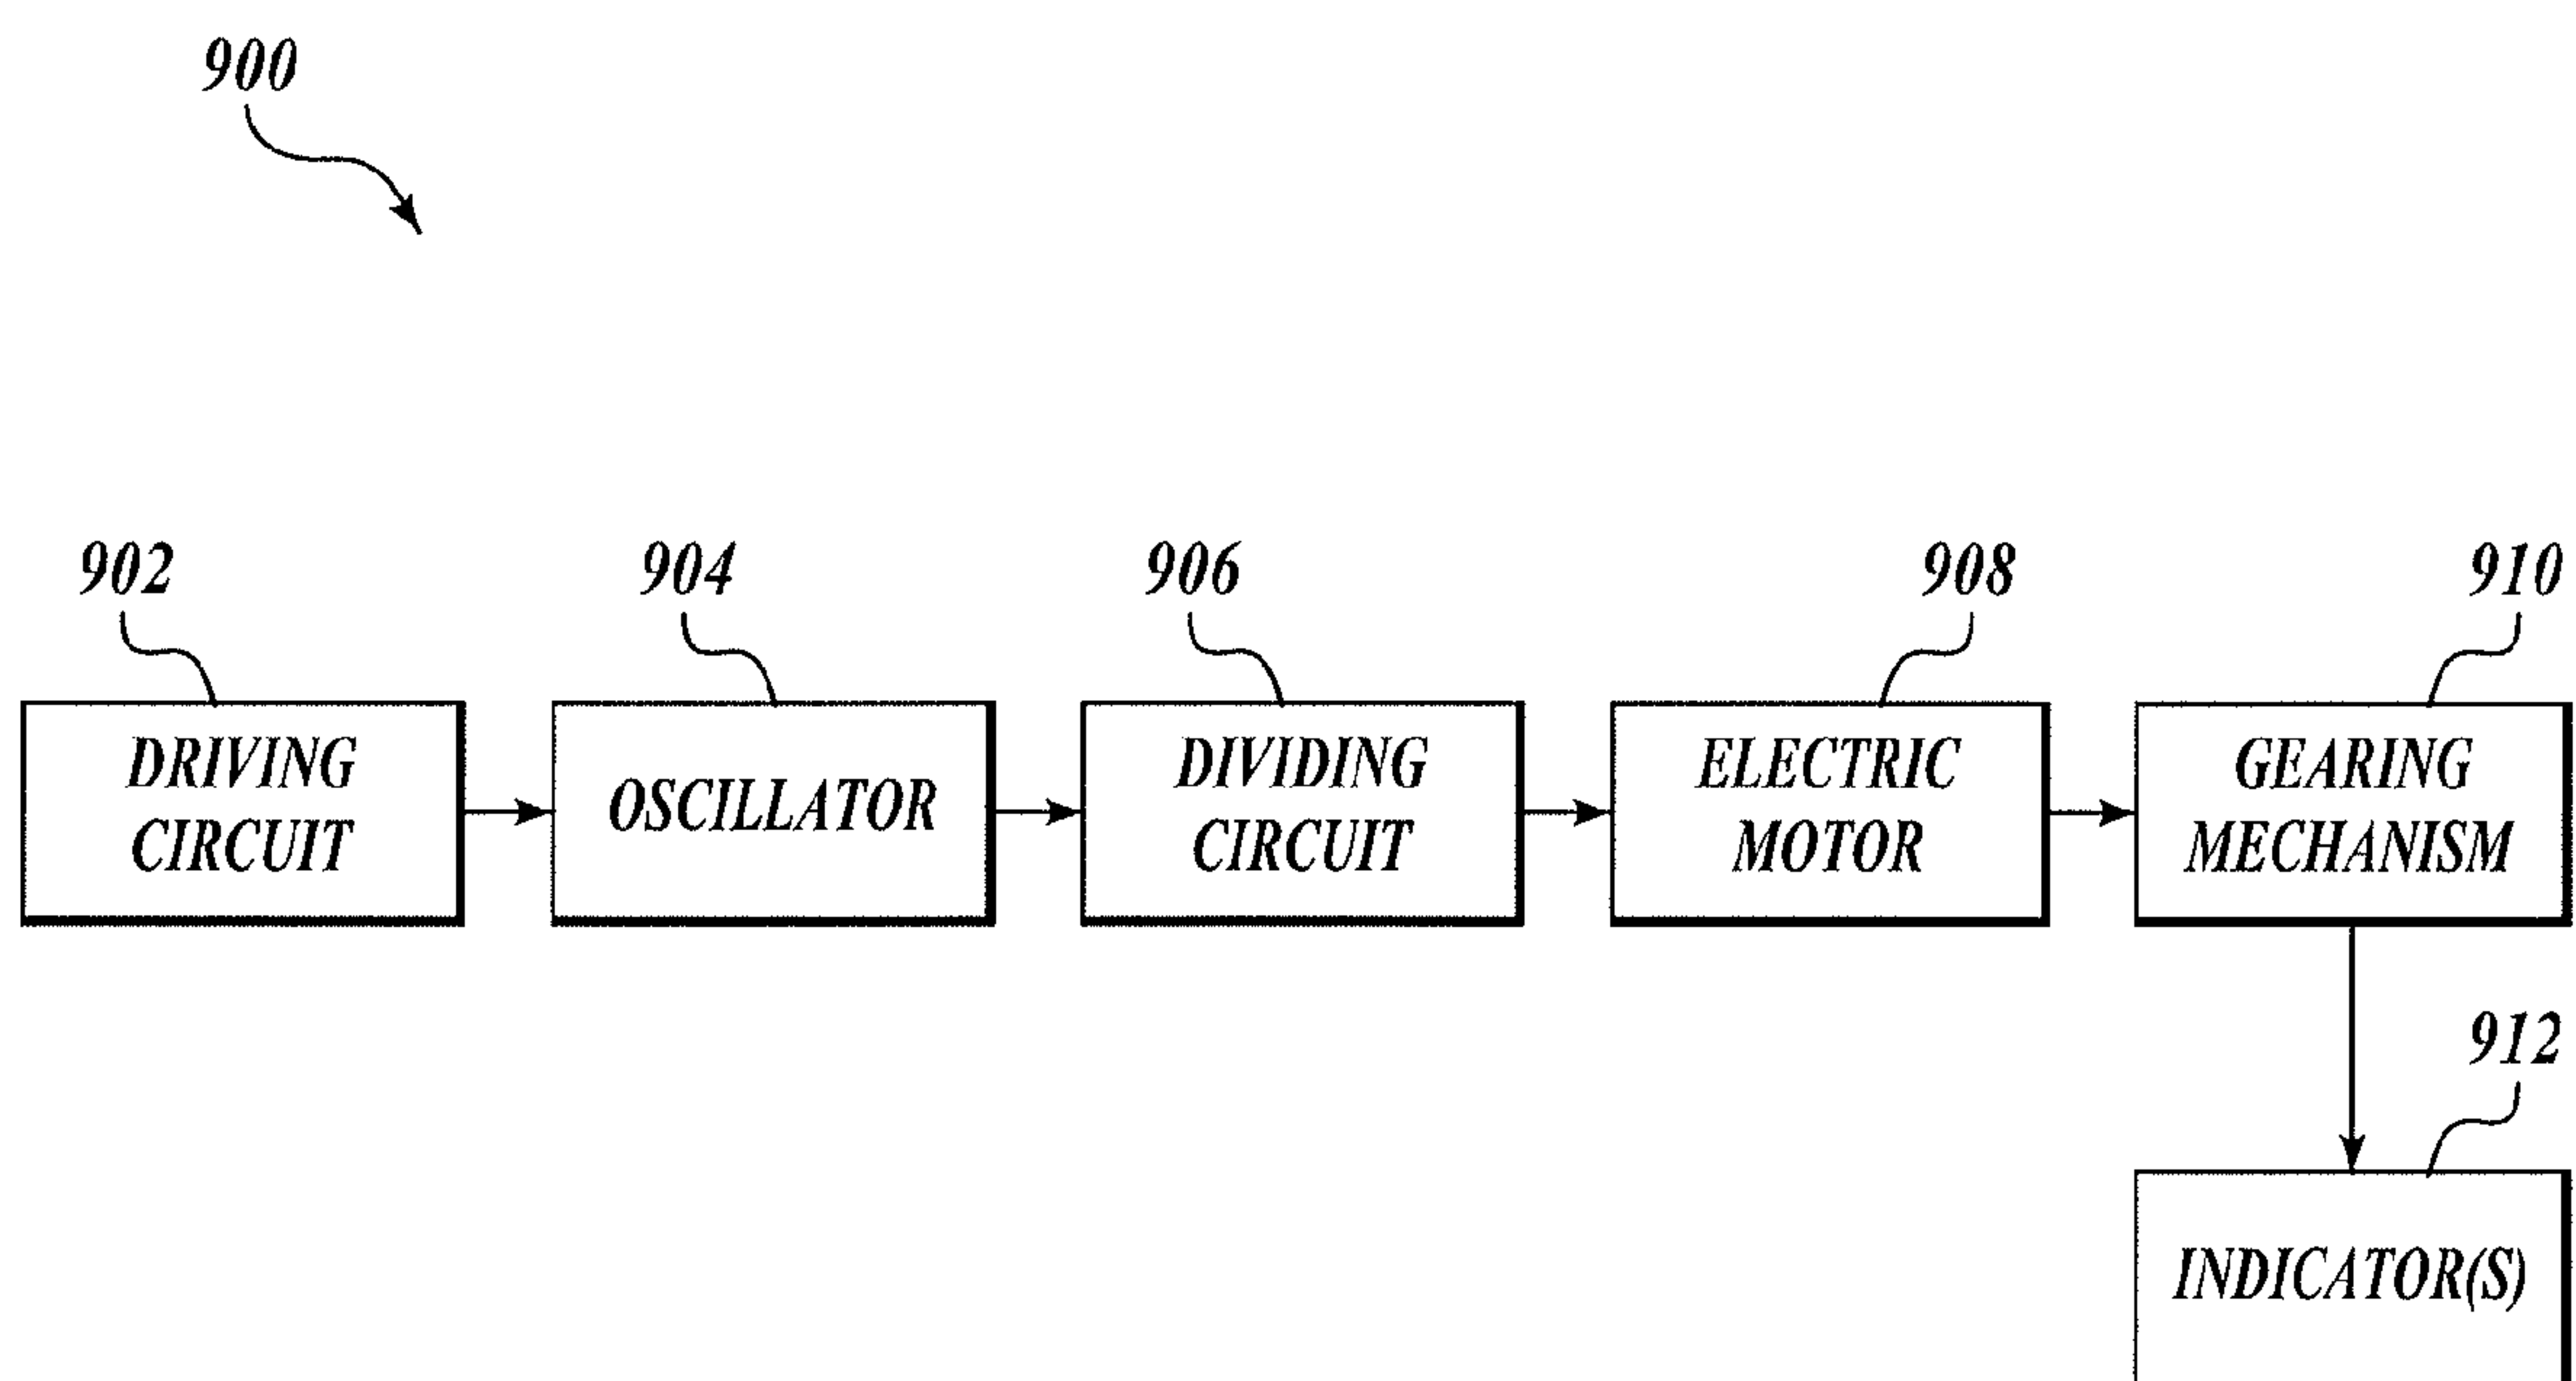 900
902
904
906
908
910
DRIVING
CIRCUIT
OSCILLATOR
DIVIDING
CIRCUIT
ELECTRIC
MOTOR
GEARING
MECHANISM
912
INDICATOR(S)